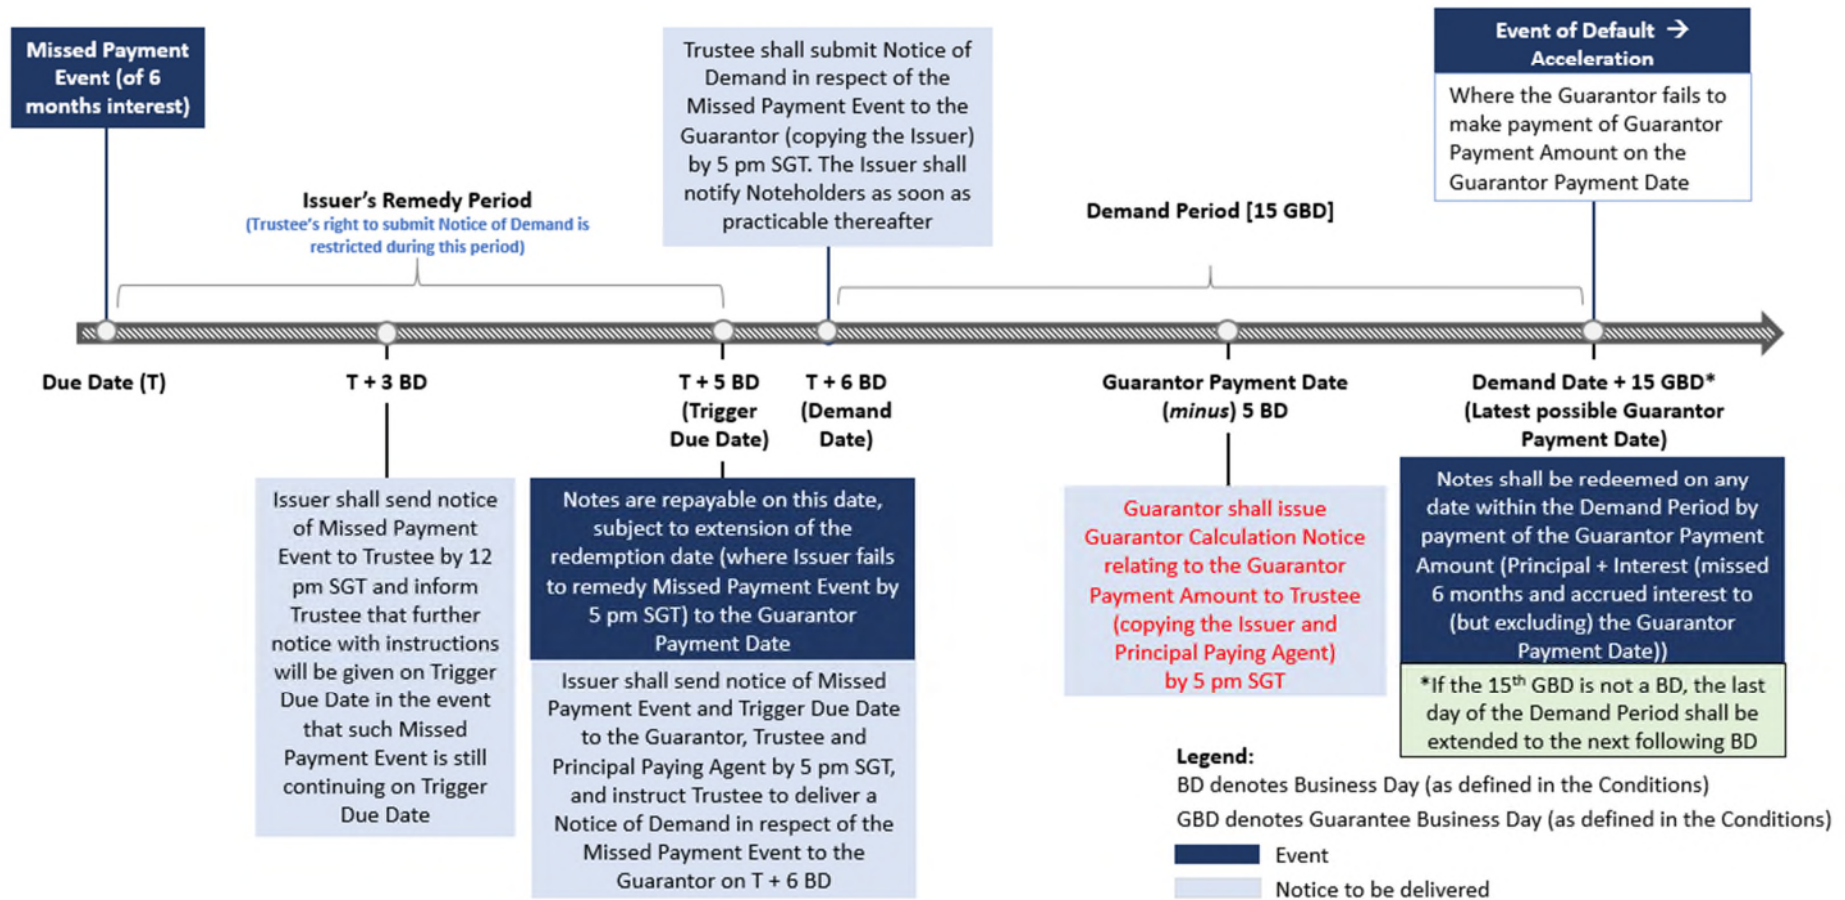 Missed Payment
Event (of 6
months interest)
Trustee shall submit Notice of
Demand in respect of the
Missed Payment Event to the
Guarantor (copying the Issuer)
by 5 pm SGT. The Issuer shall
notify Noteholders as soon as
practicable thereafter
Event of Default →
Acceleration
Where the Guarantor fails to
make payment of Guarantor
Payment Amount on the
Guarantor Payment Date
Issuer's Remedy Period
(Trustee's right to submit Notice of Demand is
restricted during this period)
Demand Period [15 GBD]
Due Date (T)
T + 3 BD
T + 5 BD
(Trigger
Due Date)
T + 6 BD
(Demand
Date)
Guarantor Payment Date
(minus) 5 BD
Demand Date + 15 GBD*
(Latest possible Guarantor
Payment Date)
Issuer shall send notice
of Missed Payment
Event to Trustee by 12
pm SGT and inform
Trustee that further
notice with instructions
will be given on Trigger
Due Date in the event
that such Missed
Payment Event is still
continuing on Trigger
Due Date
Notes are repayable on this date,
subject to extension of the
redemption date (where Issuer fails
to remedy Missed Payment Event by
5 pm SGT) to the Guarantor
Payment Date
Issuer shall send notice of Missed
Payment Event and Trigger Due Date
to the Guarantor, Trustee and
Principal Paying Agent by 5 pm SGT,
and instruct Trustee to deliver a
Notice of Demand in respect of the
Missed Payment Event to the
Guarantor on T + 6 BD
Guarantor shall issue
Guarantor Calculation Notice
relating to the Guarantor
Payment Amount to Trustee
(copying the Issuer and
Principal Paying Agent)
by 5 pm SGT
Notes shall be redeemed on any
date within the Demand Period by
payment of the Guarantor Payment
Amount (Principal + Interest (missed
6 months and accrued interest to
(but excluding) the Guarantor
Payment Date))
*If the 15th GBD is not a BD, the last
day of the Demand Period shall be
extended to the next following BD
Legend:
BD denotes Business Day (as defined in the Conditions)
GBD denotes Guarantee Business Day (as defined in the Conditions)
Event
Notice to be delivered